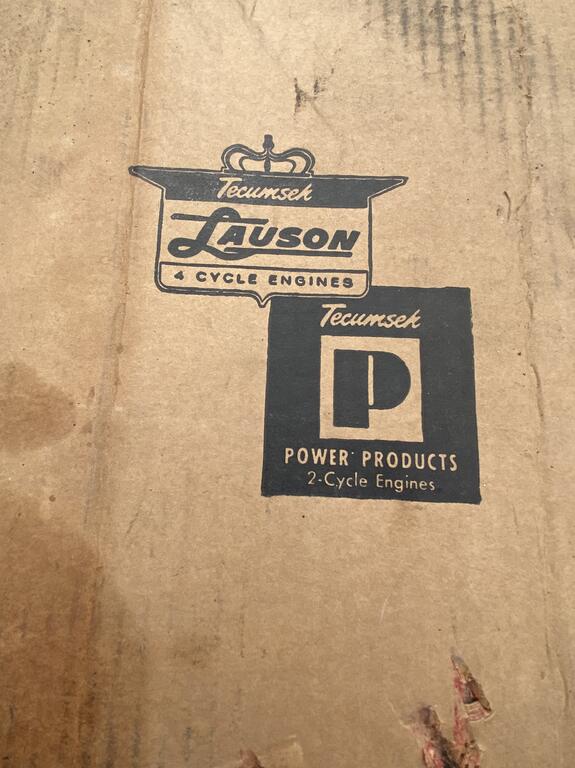 Tecumseh
LAUSON
4 CYCLE ENGINES
Tecumseh
P
POWER PRODUCTS
2-Cycle Engines